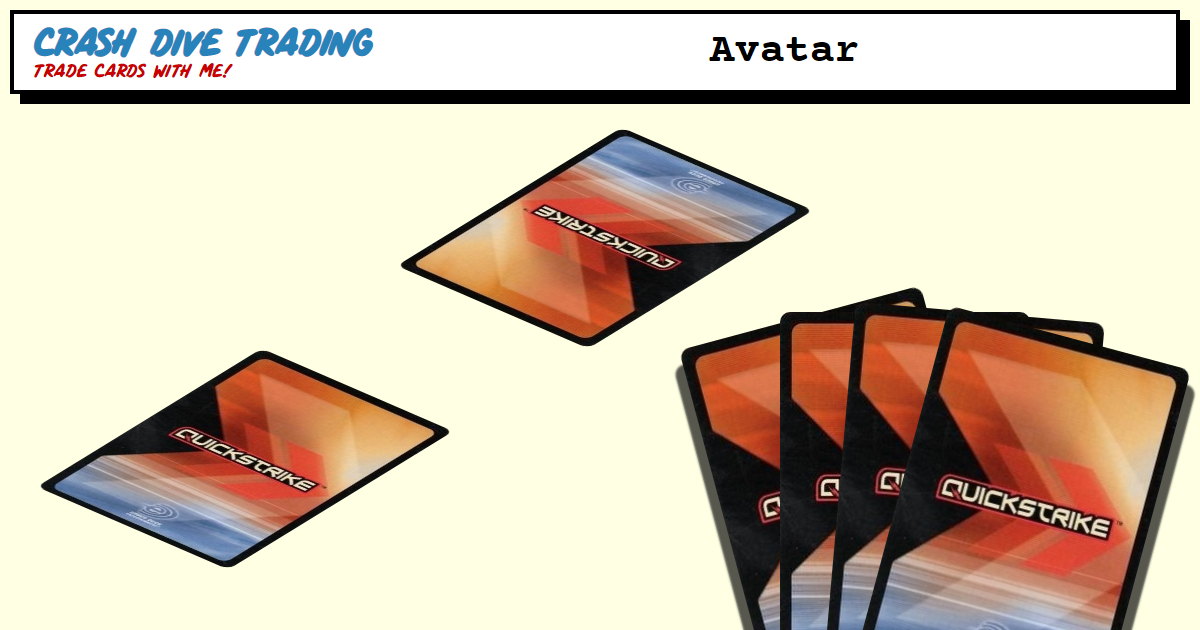 CRASH DIVE TRADING
TRADE CARDS WITH ME!
Avatar
QUICKSTRIKE
QUICKSTRIKE
QUICKSTRIKE